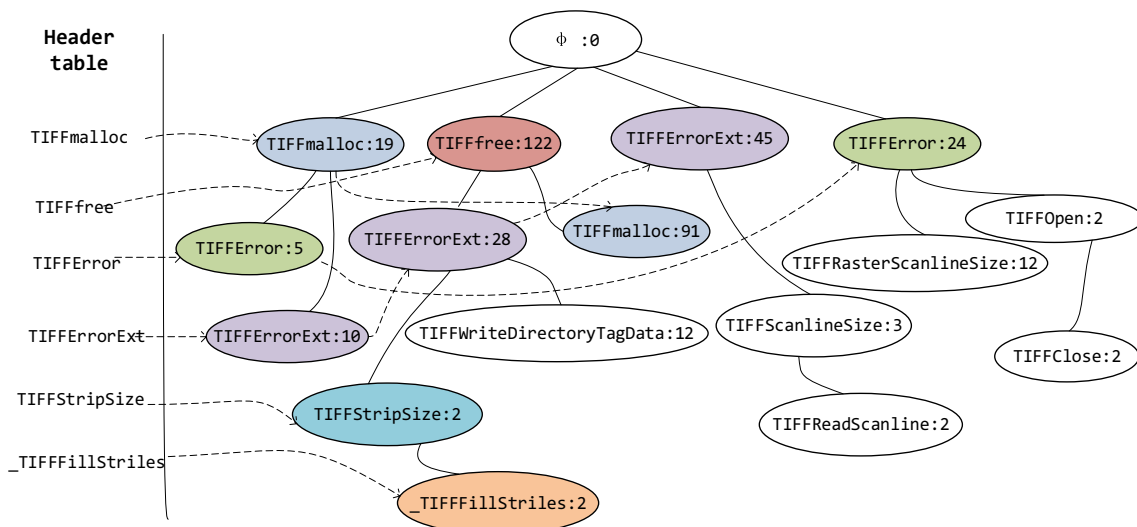 Header
table
φ :0
TIFFmalloc
TIFFmalloc:19
TIFFfree:122
TIFFErrorExt:45
TIFFError:24
TIFFfree
TIFFError
TIFFError:5
TIFFErrorExt:28
TIFFmalloc:91
TIFFOpen:2
TIFFRasterScanlineSize:12
TIFFErrorExt
TIFFErrorExt:10
TIFFWriteDirectoryTagData:12
TIFFScanlineSize:3
TIFFClose:2
TIFFStripSize
TIFFStripSize:2
TIFFReadScanline:2
_TIFFFillStriles
_TIFFFillStriles:2